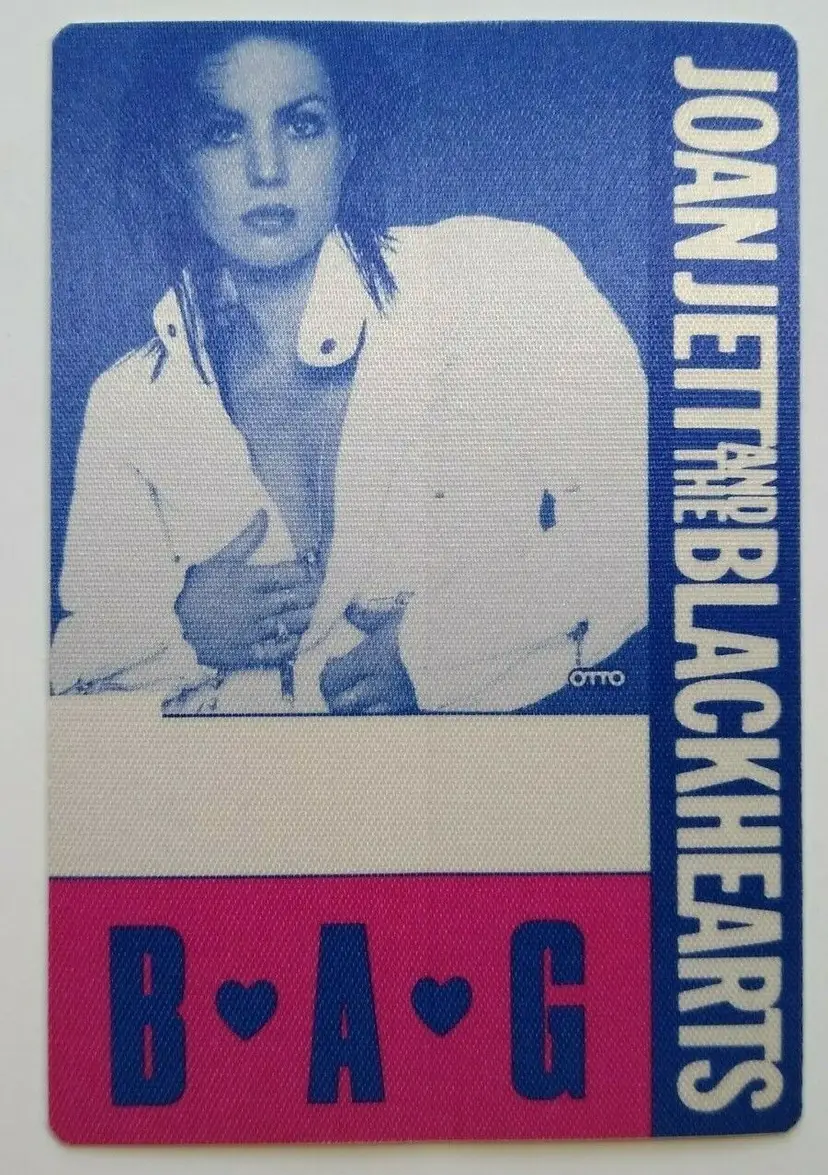 JOAN JETT AND THE BLACKHEARTS
OTTO
B♥A♥G